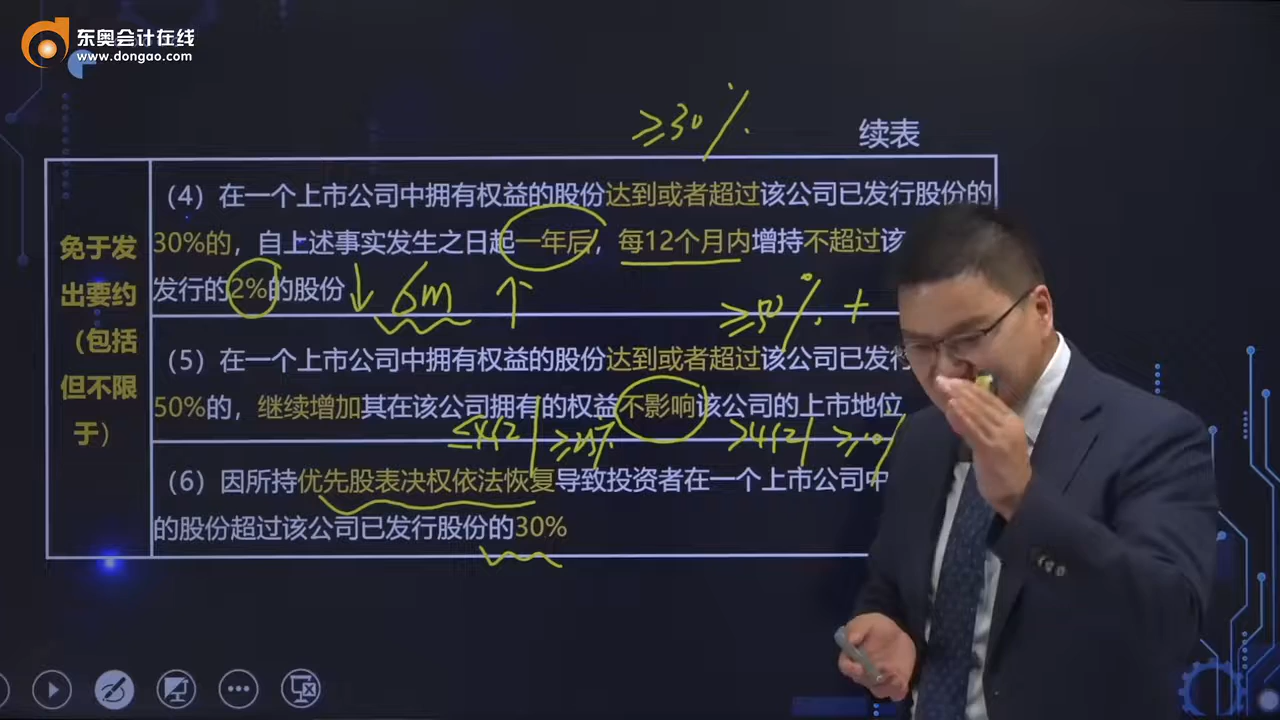 东奥会计在线
www.dongao.com
≥30%
续表
免于发出要约（包括但不限于）
（4）在一个上市公司中拥有权益的股份达到或者超过该公司已发行股份的
30%的，自上述事实发生之日起一年后，每12个月内增持不超过该
发行的2%的股份
↓ 6m ↑
≥50% +
（5）在一个上市公司中拥有权益的股份达到或者超过该公司已发行
50%的，继续增加其在该公司拥有的权益不影响该公司的上市地位
≤4亿 ≥25% >4亿 ≥10%
（6）因所持优先股表决权依法恢复导致投资者在一个上市公司中
的股份超过该公司已发行股份的30%